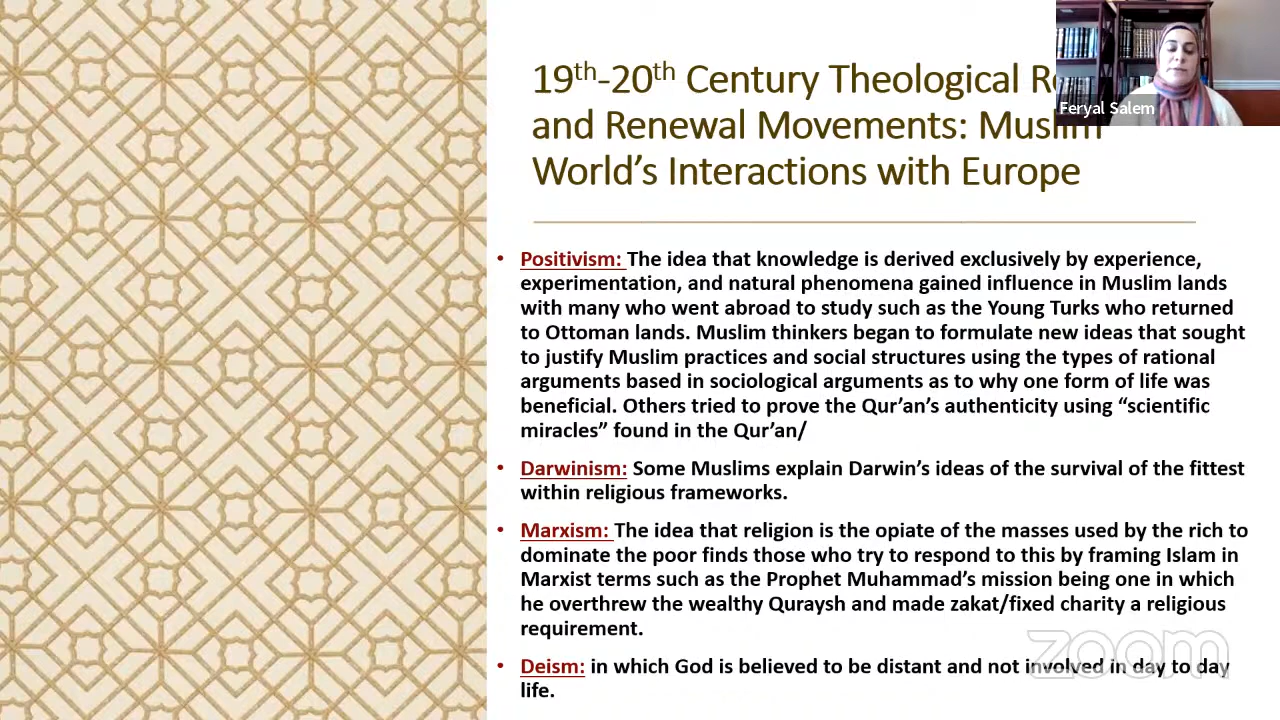 19th-20th Century Theological
and Renewal Movements: Muslim
World's Interactions with Europe
Feryal Salem
• Positivism: The idea that knowledge is derived exclusively by experience,
experimentation, and natural phenomena gained influence in Muslim lands
with many who went abroad to study such as the Young Turks who returned
to Ottoman lands. Muslim thinkers began to formulate new ideas that sought
to justify Muslim practices and social structures using the types of rational
arguments based in sociological arguments as to why one form of life was
beneficial. Others tried to prove the Qur'an's authenticity using “scientific
miracles” found in the Qur'an/
• Darwinism: Some Muslims explain Darwin's ideas of the survival of the fittest
within religious frameworks.
• Marxism: The idea that religion is the opiate of the masses used by the rich to
dominate the poor finds those who try to respond to this by framing Islam in
Marxist terms such as the Prophet Muhammad's mission being one in which
he overthrew the wealthy Quraysh and made zakat/fixed charity a religious
requirement.
• Deism: in which God is believed to be distant and not involved in day to day
life.
zoom